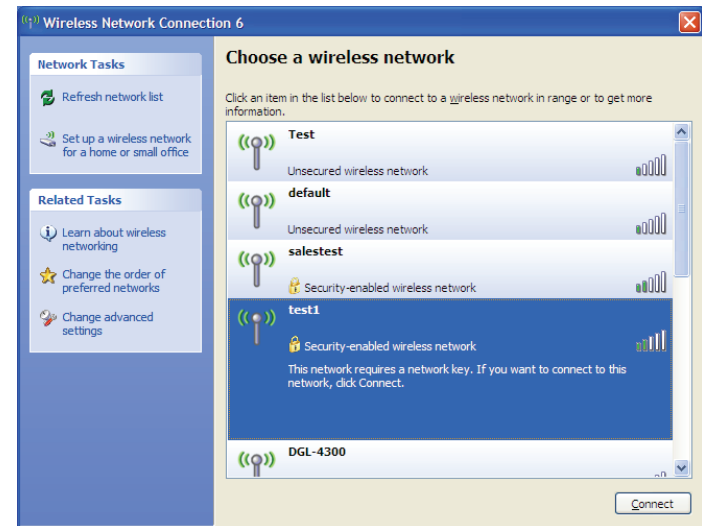 Wireless Network Connection 6
Network Tasks
Refresh network list
Set up a wireless network
for a home or small office
Related Tasks
Learn about wireless
networking
Change the order of
preferred networks
Change advanced
settings
Choose a wireless network
Click an item in the list below to connect to a wireless network in range or to get more
information.
Test
Unsecured wireless network
default
Unsecured wireless network
salestest
Security-enabled wireless network
test1
Security-enabled wireless network
This network requires a network key. If you want to connect to this
network, click Connect.
DGL-4300
Connect